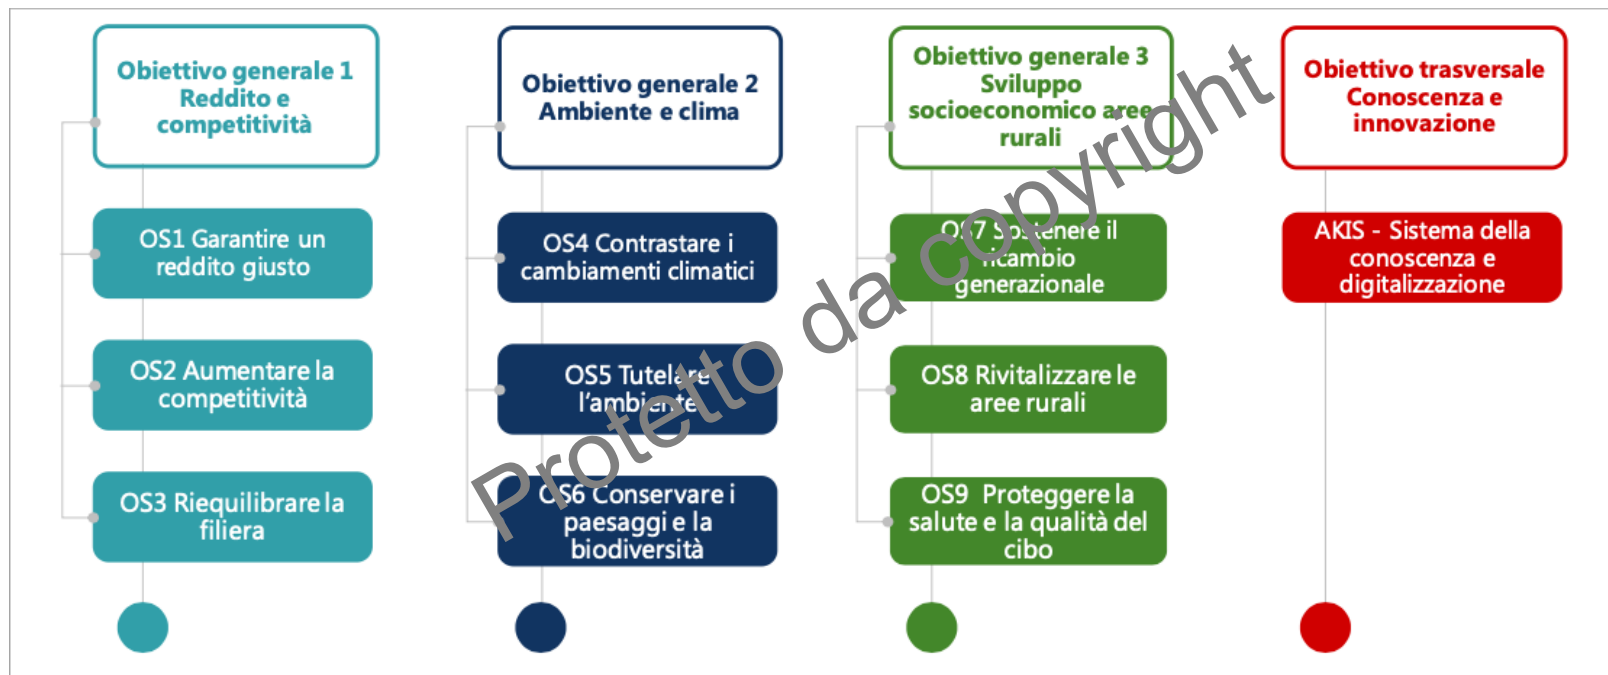 Obiettivo generale 1
Reddito e
competitività
OS1 Garantire un
reddito giusto
OS2 Aumentare la
competitività
OS3 Riequilibrare la
filiera
Obiettivo generale 2
Ambiente e clima
OS4 Contrastare i
cambiamenti climatici
OS5 Tutelare
l'ambiente
OS6 Conservare i
paesaggi e la
biodiversità
Obiettivo generale 3
Sviluppo
socioeconomico aree
rurali
OS7 Sostenere il
ricambio
generazionale
OS8 Rivitalizzare le
aree rurali
OS9 Proteggere la
salute e la qualità del
cibo
Obiettivo trasversale
Conoscenza e
innovazione
AKIS - Sistema della
conoscenza e
digitalizzazione
Protetto da copyright